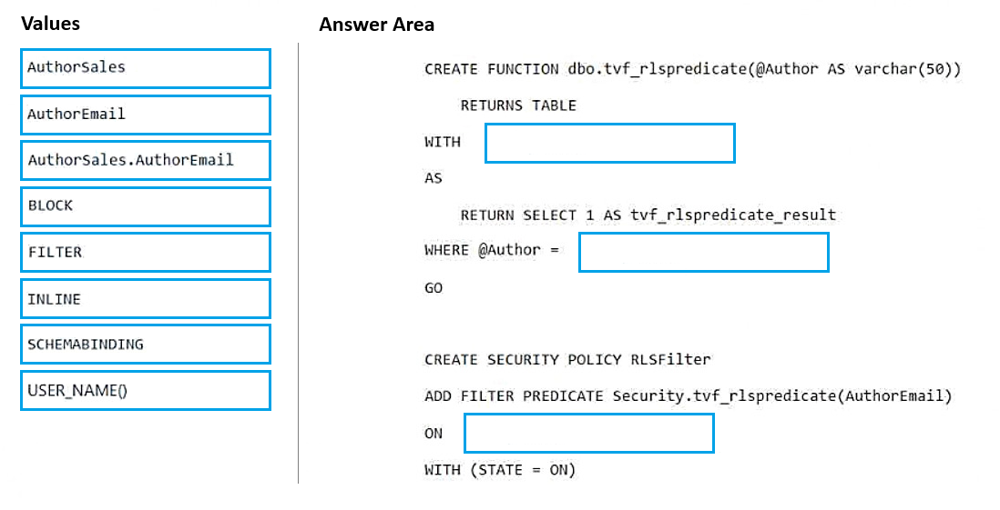 Values
AuthorSales
AuthorEmail
AuthorSales.AuthorEmail
BLOCK
FILTER
INLINE
SCHEMABINDING
USER_NAME()
Answer Area
CREATE FUNCTION dbo.tvf_rlspredicate(@Author AS varchar(50))
RETURNS TABLE
WITH
AS
RETURN SELECT 1 AS tvf_rlspredicate_result
WHERE @Author =
GO
CREATE SECURITY POLICY RLSFilter
ADD FILTER PREDICATE Security.tvf_rlspredicate(AuthorEmail)
ON
WITH (STATE = ON)